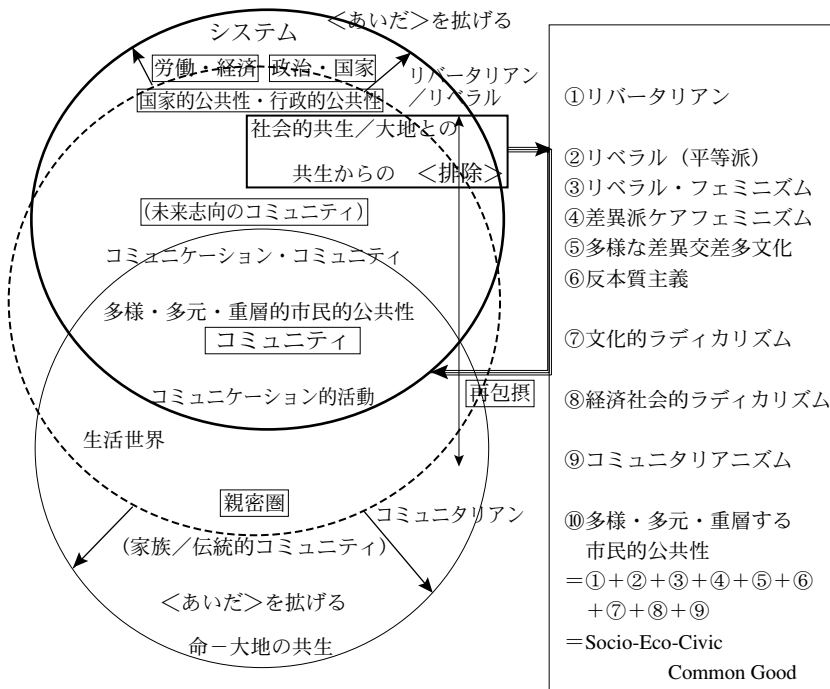 ＜あいだ＞を拡げる
システム
労働・経済 政治・国家
リバータリアン
／リベラル
国家的公共性・行政的公共性
社会的共生／大地との
共生からの ＜排除＞
(未来志向のコミュニティ)
コミュニケーション・コミュニティ
多様・多元・重層的市民的公共性
コミュニティ
コミュニケーション的活動
再包摂
生活世界
親密圏
コミュニタリアン
(家族／伝統的コミュニティ)
＜あいだ＞を拡げる
命－大地の共生
①リバータリアン
②リベラル（平等派）
③リベラル・フェミニズム
④差異派ケアフェミニズム
⑤多様な差異交差多文化
⑥反本質主義
⑦文化的ラディカリズム
⑧経済社会的ラディカリズム
⑨コミュニタリアニズム
⑩多様・多元・重層する
市民的公共性
＝①＋②＋③＋④＋⑤＋⑥
＋⑦＋⑧＋⑨
＝Socio-Eco-Civic
Common Good